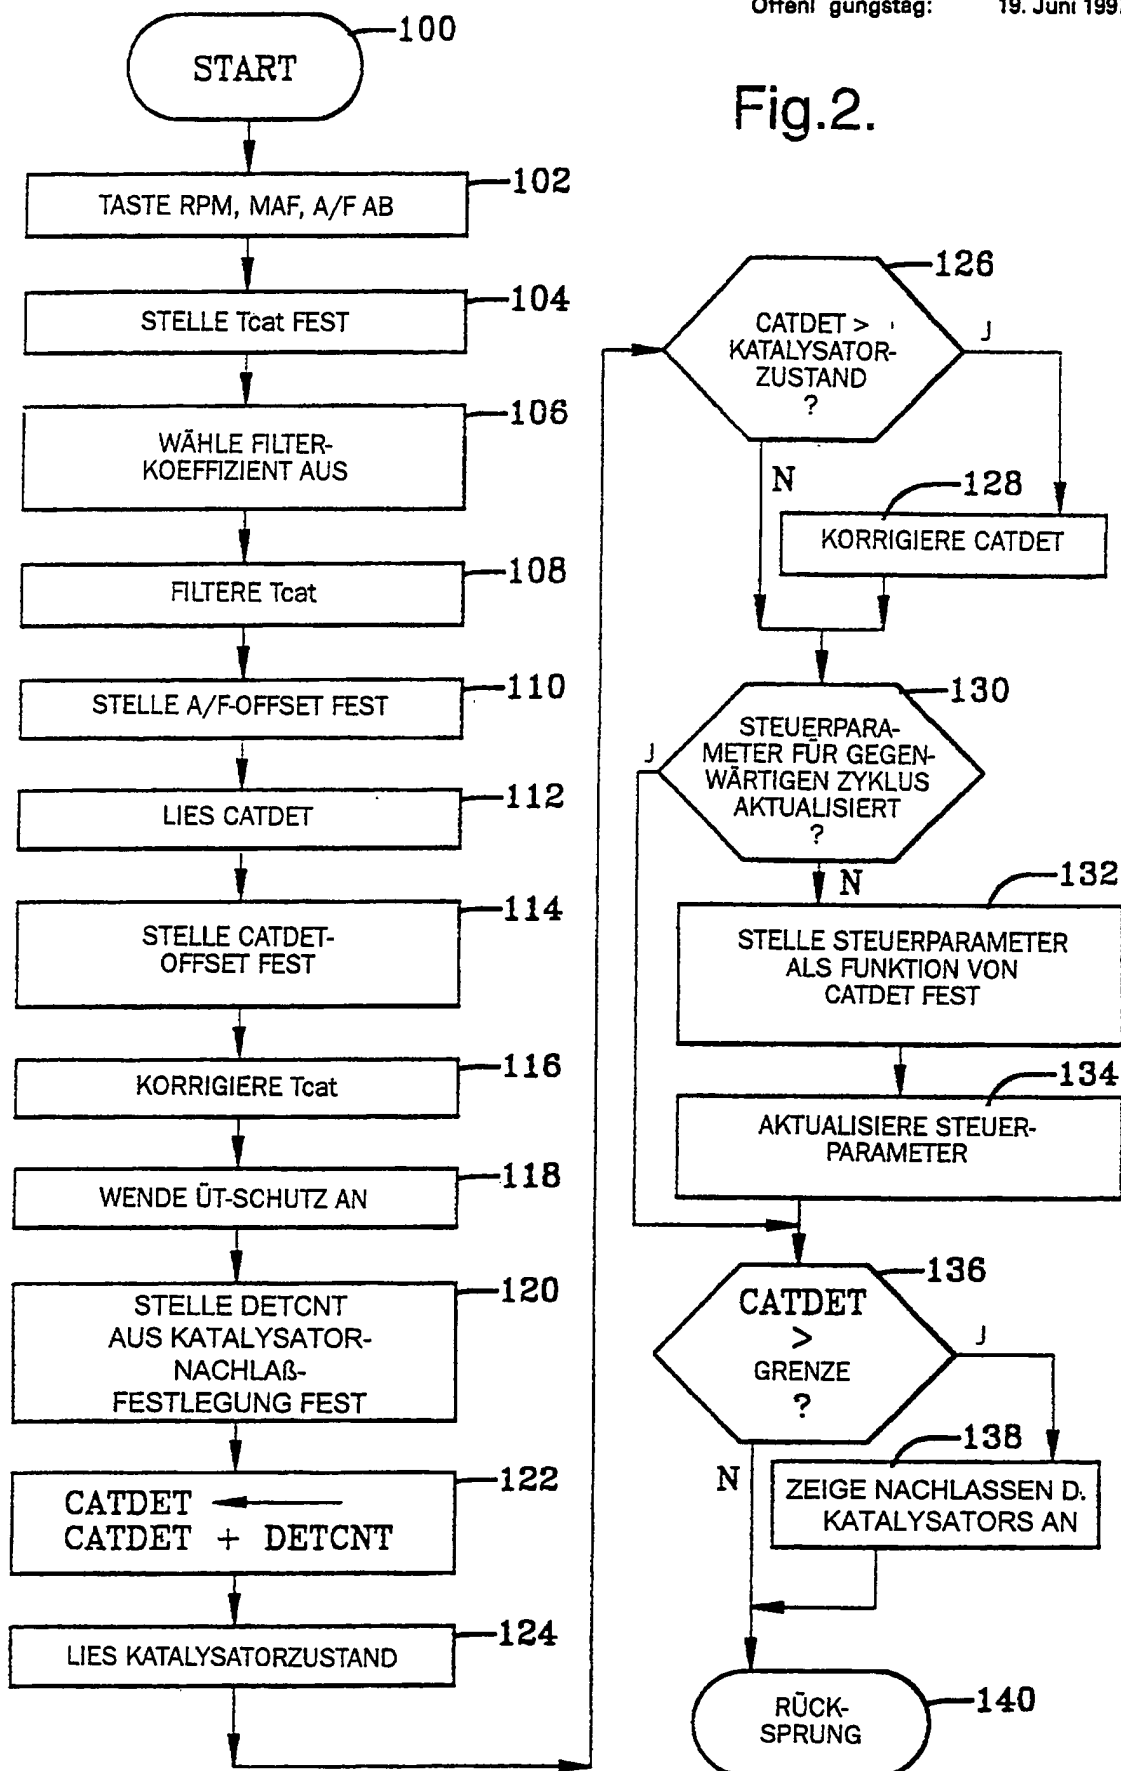 Offenl gungstag: 19. Juni 199
Fig.2.
START
100
TASTE RPM, MAF, A/F AB
102
STELLE Tcat FEST
104
WÄHLE FILTER-
KOEFFIZIENT AUS
106
FILTERE Tcat
108
STELLE A/F-OFFSET FEST
110
LIES CATDET
112
STELLE CATDET-
OFFSET FEST
114
KORRIGIERE Tcat
116
WENDE ÜT-SCHUTZ AN
118
STELLE DETCNT
AUS KATALYSATOR-
NACHLAß-
FESTLEGUNG FEST
120
CATDET ←
CATDET + DETCNT
122
LIES KATALYSATORZUSTAND
124
CATDET >
KATALYSATOR-
ZUSTAND
?
126
J
N
KORRIGIERE CATDET
128
STEUERPARA-
METER FÜR GEGEN-
WÄRTIGEN ZYKLUS
AKTUALISIERT
?
130
J
N
STELLE STEUERPARAMETER
ALS FUNKTION VON
CATDET FEST
132
AKTUALISIERE STEUER-
PARAMETER
134
CATDET
>
GRENZE
?
136
J
N
ZEIGE NACHLASSEN D.
KATALYSATORS AN
138
RÜCK-
SPRUNG
140